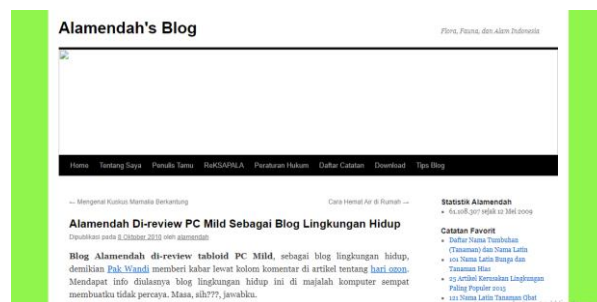 Alamendah's Blog
Flora, Fauna, dan Alam Indonesia
Home Tentang Saya Penulis Tamu ReKSAPALA Peraturan Hukum Daftar Catatan Download Tips Blog
← Mengenal Kuskus Mamalia Berkantung
Cara Hemat Air di Rumah →
Alamendah Di-review PC Mild Sebagai Blog Lingkungan Hidup
Dipublikasi pada 8 Oktober 2010 oleh alamendah
Blog Alamendah di-review tabloid PC Mild, sebagai blog lingkungan hidup,
demikian Pak Wandi memberi kabar lewat kolom komentar di artikel tentang hari ozon.
Mendapat info diulasnya blog lingkungan hidup ini di majalah komputer sempat
membuatku tidak percaya. Masa, sih???, jawabku.
Statistik Alamendah
61,108,307 sejak 12 Mei 2009
Catatan Favorit
Daftar Nama Tumbuhan
(Tanaman) dan Nama Latin
101 Nama Latin Bunga dan
Tanaman Hias
25 Artikel Kerusakan Lingkungan
Paling Populer 2013
121 Nama Latin Tanaman Obat